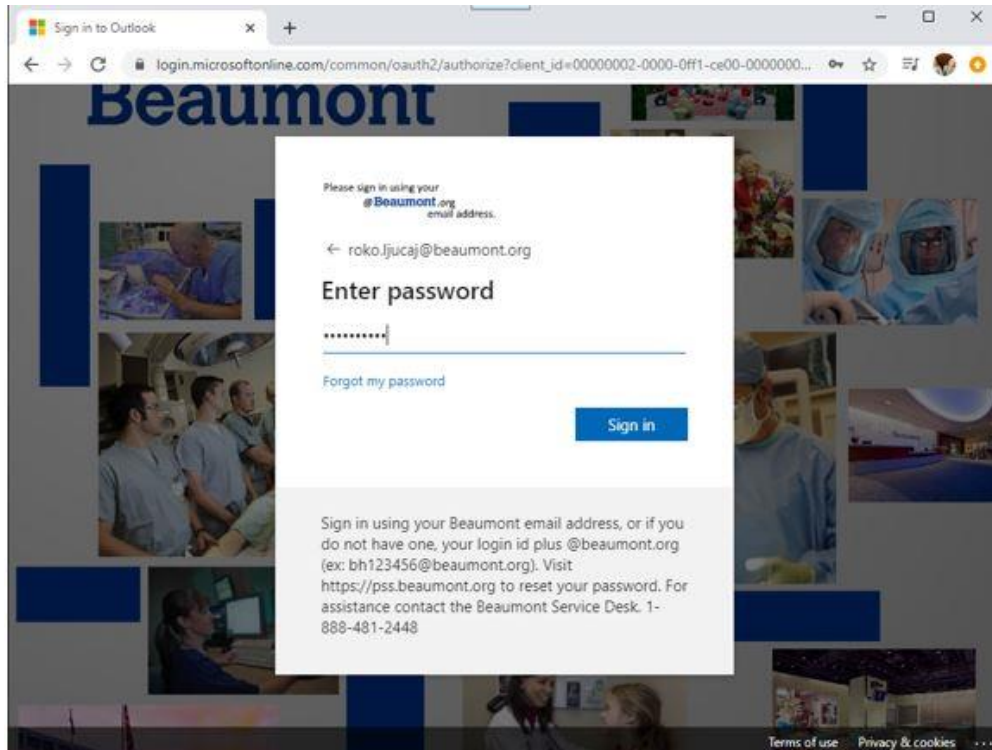 Sign in to Outlook
login.microsoftonline.com/common/oauth2/authorize?client_id=00000002-0000-0ff1-ce00-0000000...
Beaumont
Please sign in using your
@Beaumont.org
email address.
roko.ljucaj@beaumont.org
Enter password
Forgot my password
Sign in
Sign in using your Beaumont email address, or if you
do not have one, your login id plus @beaumont.org
(ex: bh123456@beaumont.org). Visit
https://pss.beaumont.org to reset your password. For
assistance contact the Beaumont Service Desk. 1-
888-481-2448
Terms of use Privacy & cookies ...